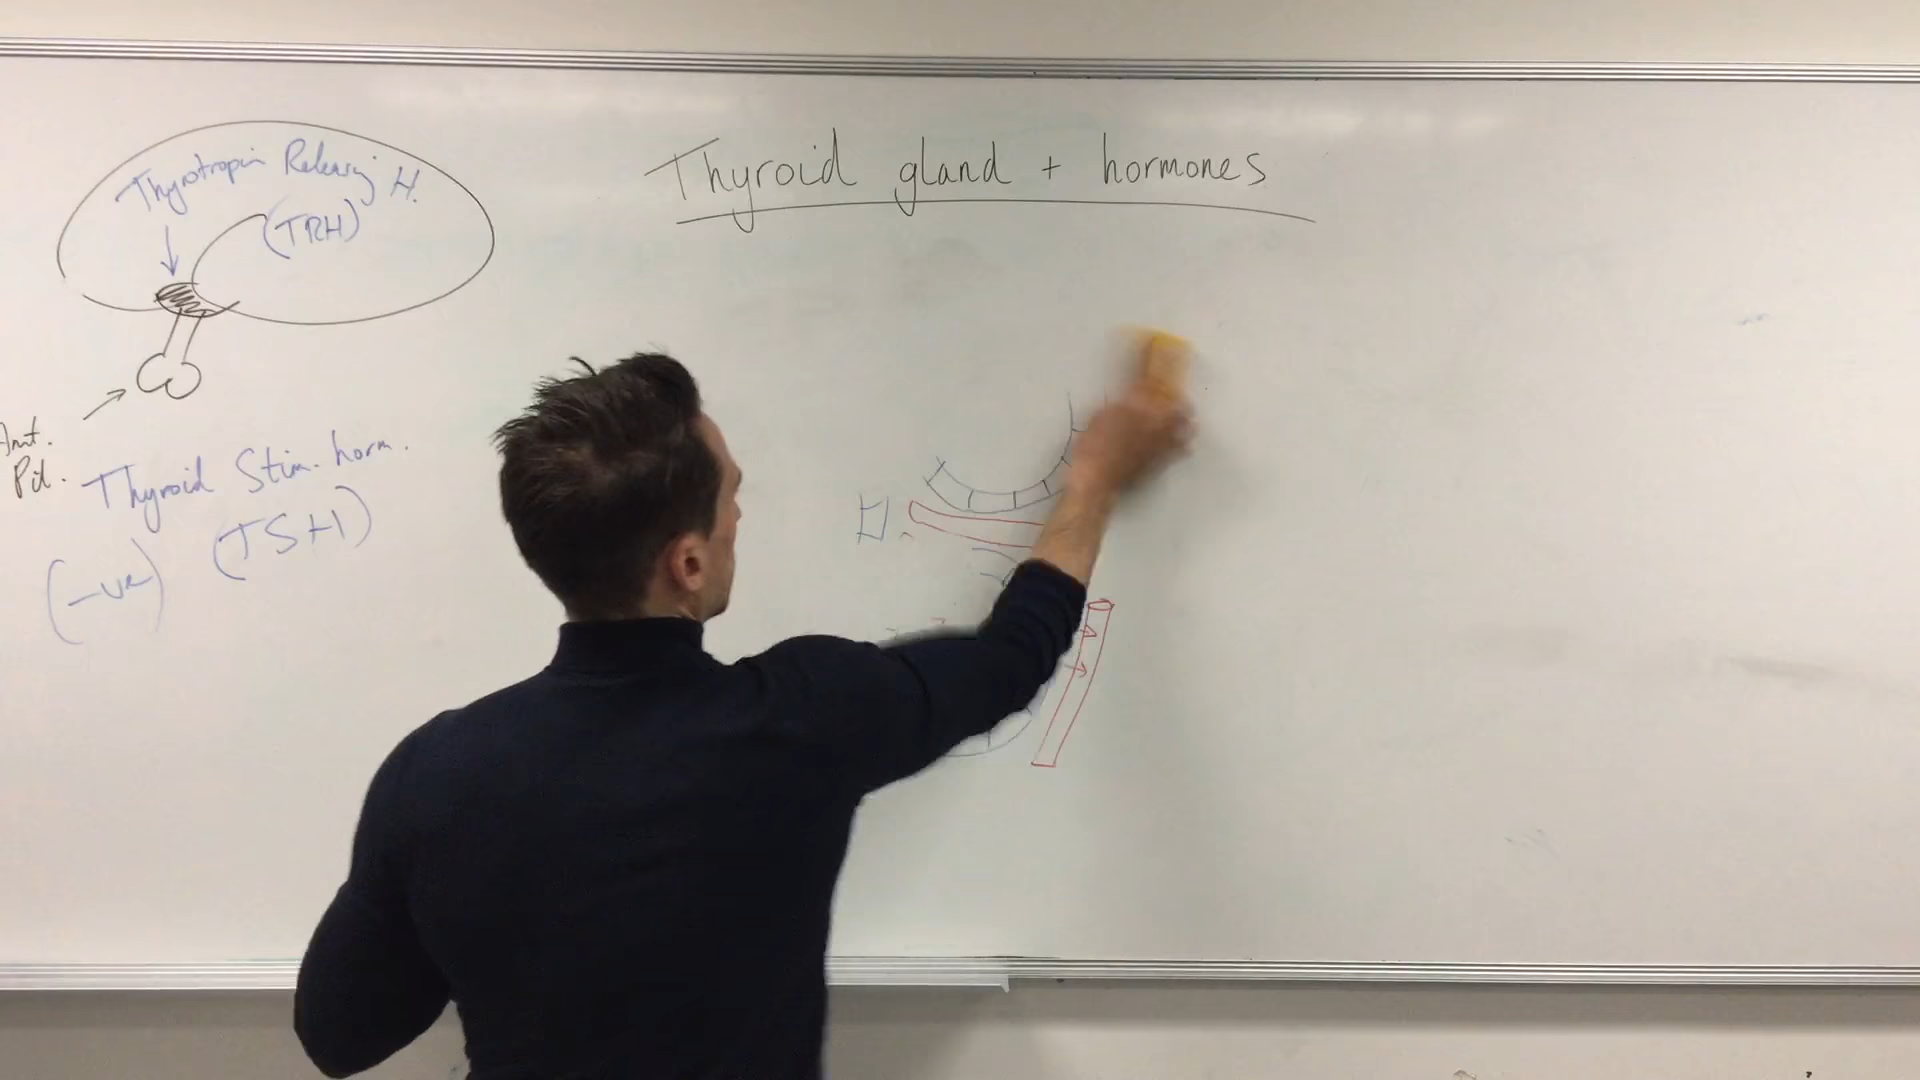 Thyroid gland + hormones
Thyrotropin Releasing H.
(TRH)
Ant.
Pit.
Thyroid Stim. horm.
(TSH)
(-ve)